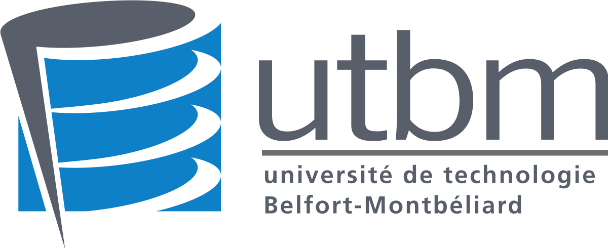 utbm
université de technologie
Belfort-Montbéliard